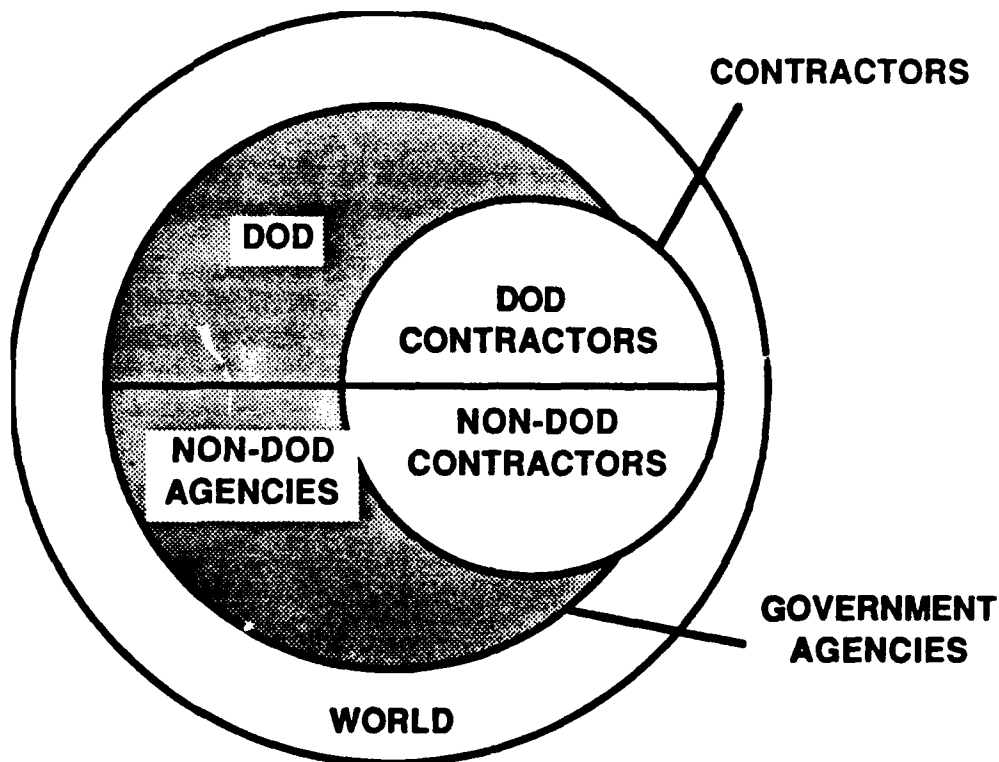 CONTRACTORS
DOD
DOD
CONTRACTORS
NON-DOD
AGENCIES
NON-DOD
CONTRACTORS
GOVERNMENT
AGENCIES
WORLD